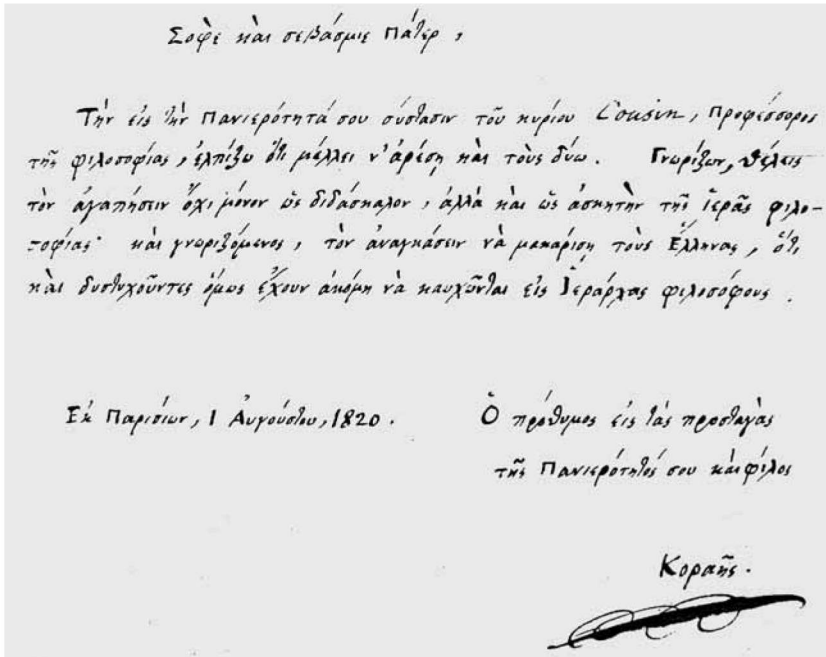 Σοφὲ καὶ σεβάσμιε Πάτερ,
Τὴν εἰς τὴν Πανιερότητά σου σύστασιν τοῦ κυρίου Cousin, Προφέσσορος
τῆς φιλοσοφίας, ἐλπίζω ὅτι μέλλει ν' ἀρέσῃ καὶ τοὺς δύω. Γνωρίζων, θέλεις
τὸν ἀγαπήσειν ὄχι μόνον ὡς διδάσκαλον, ἀλλὰ καὶ ὡς ἀσκητὴν τῆς ἱερᾶς φιλο-
σοφίας· καὶ γνωριζόμενος, τὸν ἀναγκάσειν νὰ μακαρίσῃ τοὺς Ἕλληνας, ὅτι
καὶ δυστυχοῦντες ὅμως ἔχουν ἀκόμη νὰ καυχῶνται εἰς Ἱεράρχας φιλοσόφους.
Ἐκ Παρισίων, 1 Αὐγούστου, 1820.
Ὁ πρόθυμος εἰς τὰς προσταγὰς
τῆς Πανιερότητός σου καὶ φίλος
Κοραῆς.